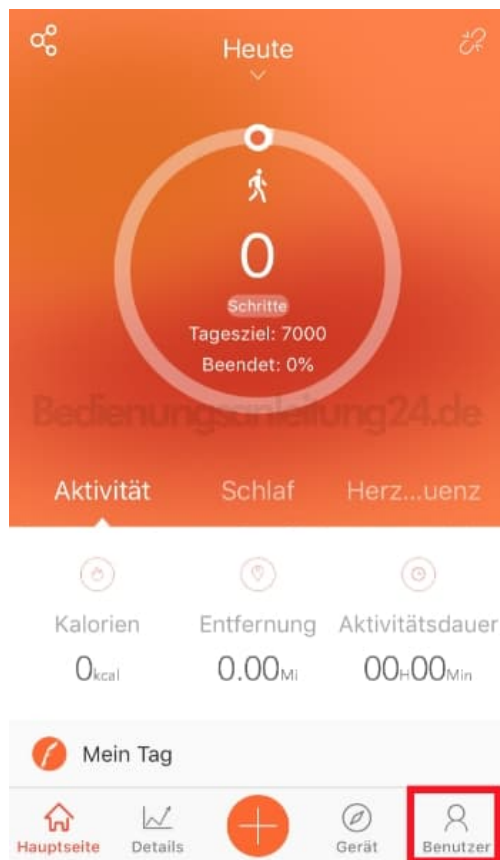 Heute
0
Schritte
Tagesziel: 7000
Beendet: 0%
Bedienungsanleitung24.de
Aktivität Schlaf Herz...uenz
Kalorien Entfernung Aktivitätsdauer
0kcal 0.00Mi 00H00Min
Mein Tag
Hauptseite Details Gerät Benutzer